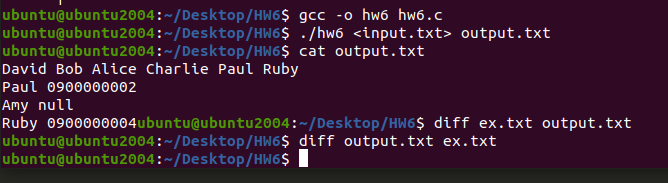 ubuntu@ubuntu2004:~/Desktop/HW6$ gcc -o hw6 hw6.c
ubuntu@ubuntu2004:~/Desktop/HW6$ ./hw6 <input.txt> output.txt
ubuntu@ubuntu2004:~/Desktop/HW6$ cat output.txt
David Bob Alice Charlie Paul Ruby
Paul 0900000002
Amy null
Ruby 0900000004ubuntu@ubuntu2004:~/Desktop/HW6$ diff ex.txt output.txt
ubuntu@ubuntu2004:~/Desktop/HW6$ diff output.txt ex.txt
ubuntu@ubuntu2004:~/Desktop/HW6$